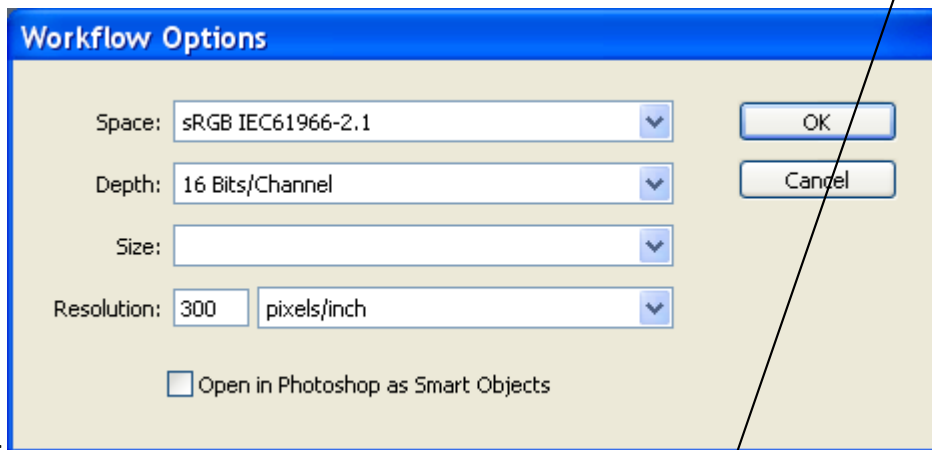 Workflow Options
Space: sRGB IEC61966-2.1
OK
Depth: 16 Bits/Channel
Cancel
Size:
Resolution: 300 pixels/inch
Open in Photoshop as Smart Objects